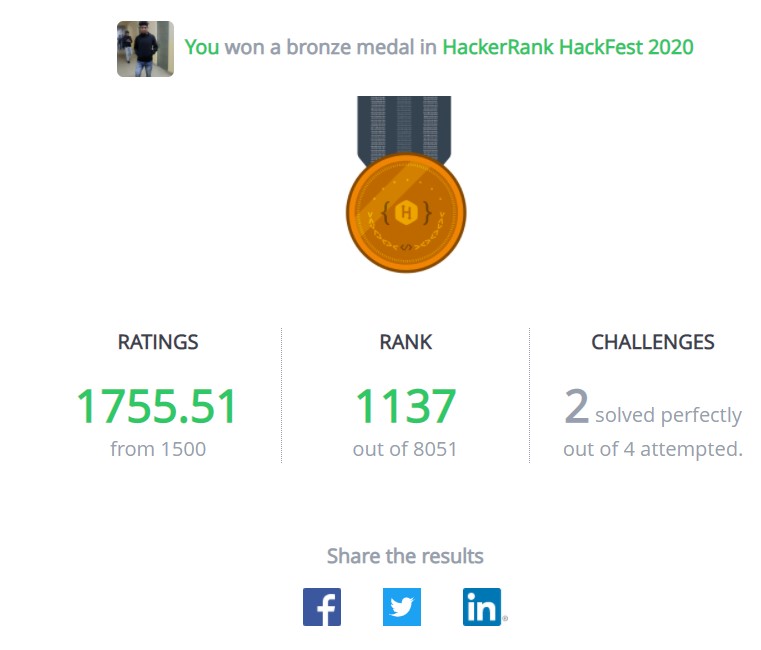 You won a bronze medal in HackerRank HackFest 2020
{ H }
</>
RATINGS
1755.51
from 1500
RANK
1137
out of 8051
CHALLENGES
2 solved perfectly
out of 4 attempted.
Share the results
f
in